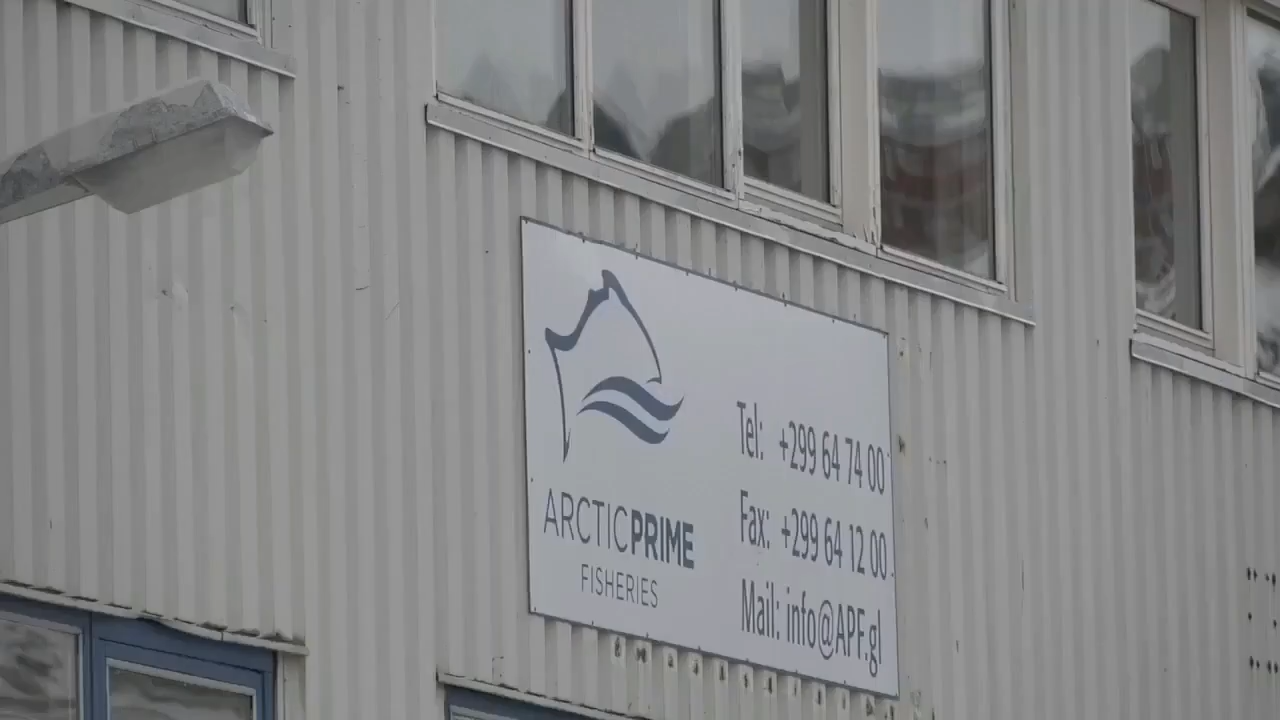 ARCTICPRIME
FISHERIES
Tel: +299 64 74 00
Fax: +299 64 12 00
Mail: info@APF.gl